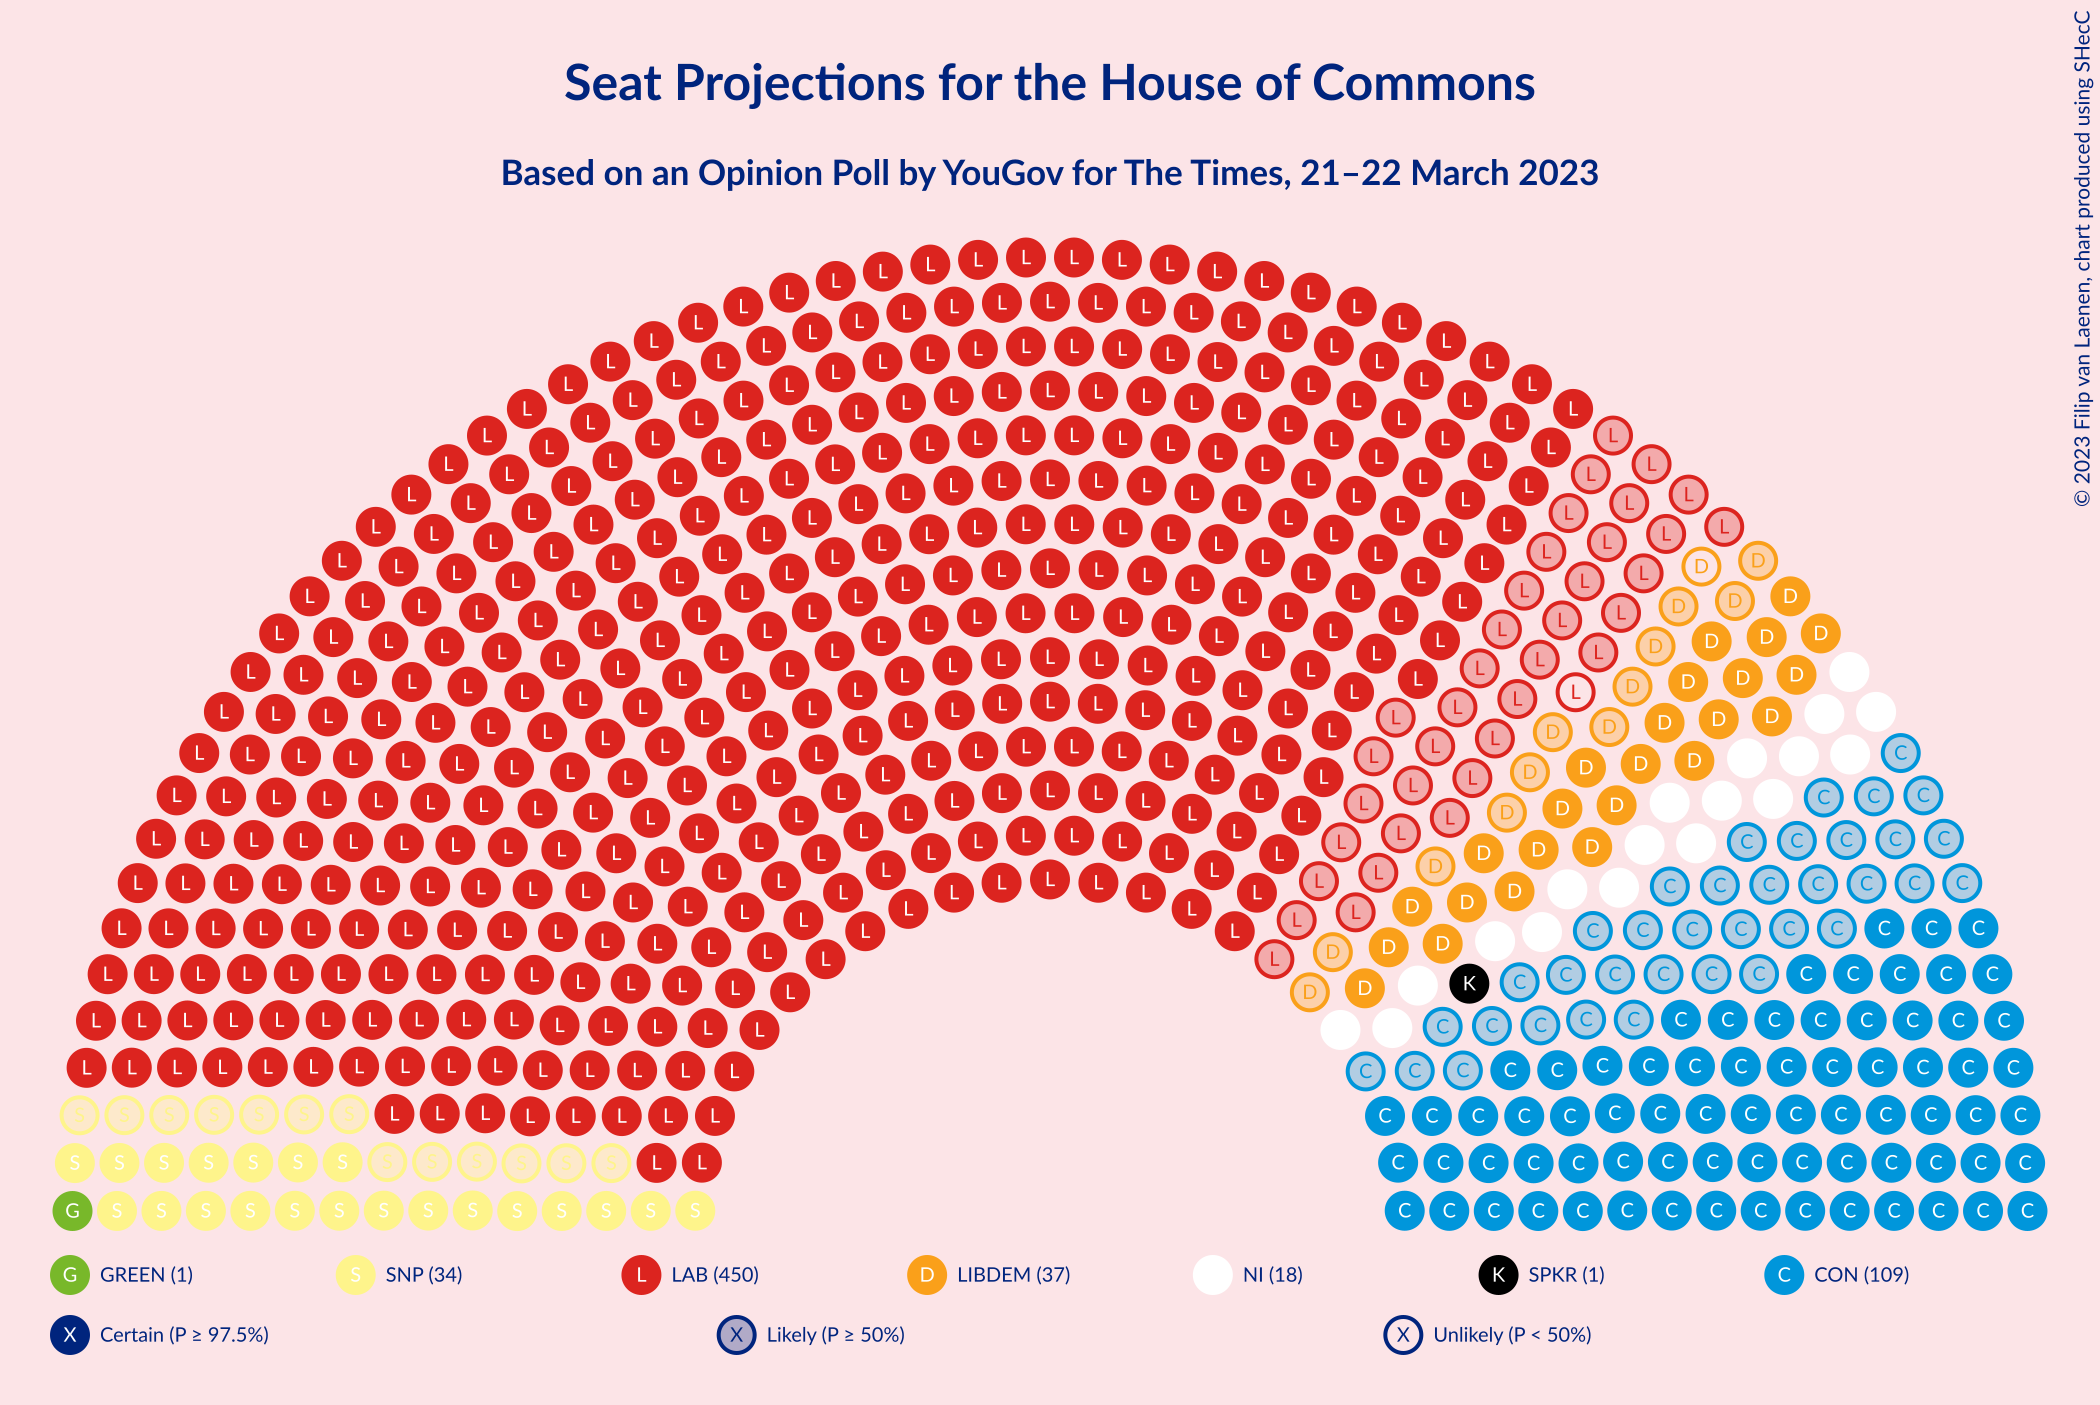 Seat Projections for the House of Commons
Based on an Opinion Poll by YouGov for The Times, 21–22 March 2023
© 2023 Filip van Laenen, chart produced using SHecC
G GREEN (1)
S SNP (34)
L LAB (450)
D LIBDEM (37)
NI (18)
K SPKR (1)
C CON (109)
X Certain (P ≥ 97.5%)
X Likely (P ≥ 50%)
X Unlikely (P < 50%)